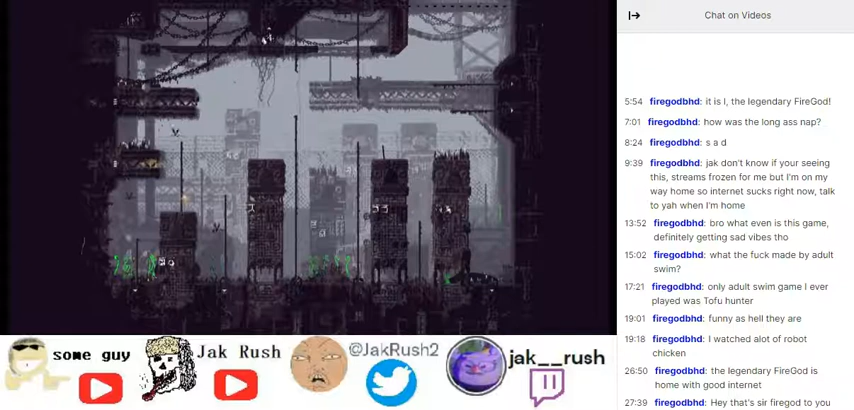 Chat on Videos
5:54 firegodbhd: it is I, the legendary FireGod!
7:01 firegodbhd: how was the long ass nap?
8:24 firegodbhd: s a d
9:39 firegodbhd: jak don't know if your seeing
this, streams frozen for me but I'm on my
way home so internet sucks right now, talk
to yah when I'm home
13:52 firegodbhd: bro what even is this game,
definitely getting sad vibes tho
15:02 firegodbhd: what the fuck made by adult
swim?
17:21 firegodbhd: only adult swim game I ever
played was Tofu hunter
19:01 firegodbhd: funny as hell they are
19:18 firegodbhd: I watched alot of robot
chicken
26:50 firegodbhd: the legendary FireGod is
home with good internet
27:39 firegodbhd: Hey that's sir firegod to you
some guy
Jak Rush
@JakRush2
jak__rush